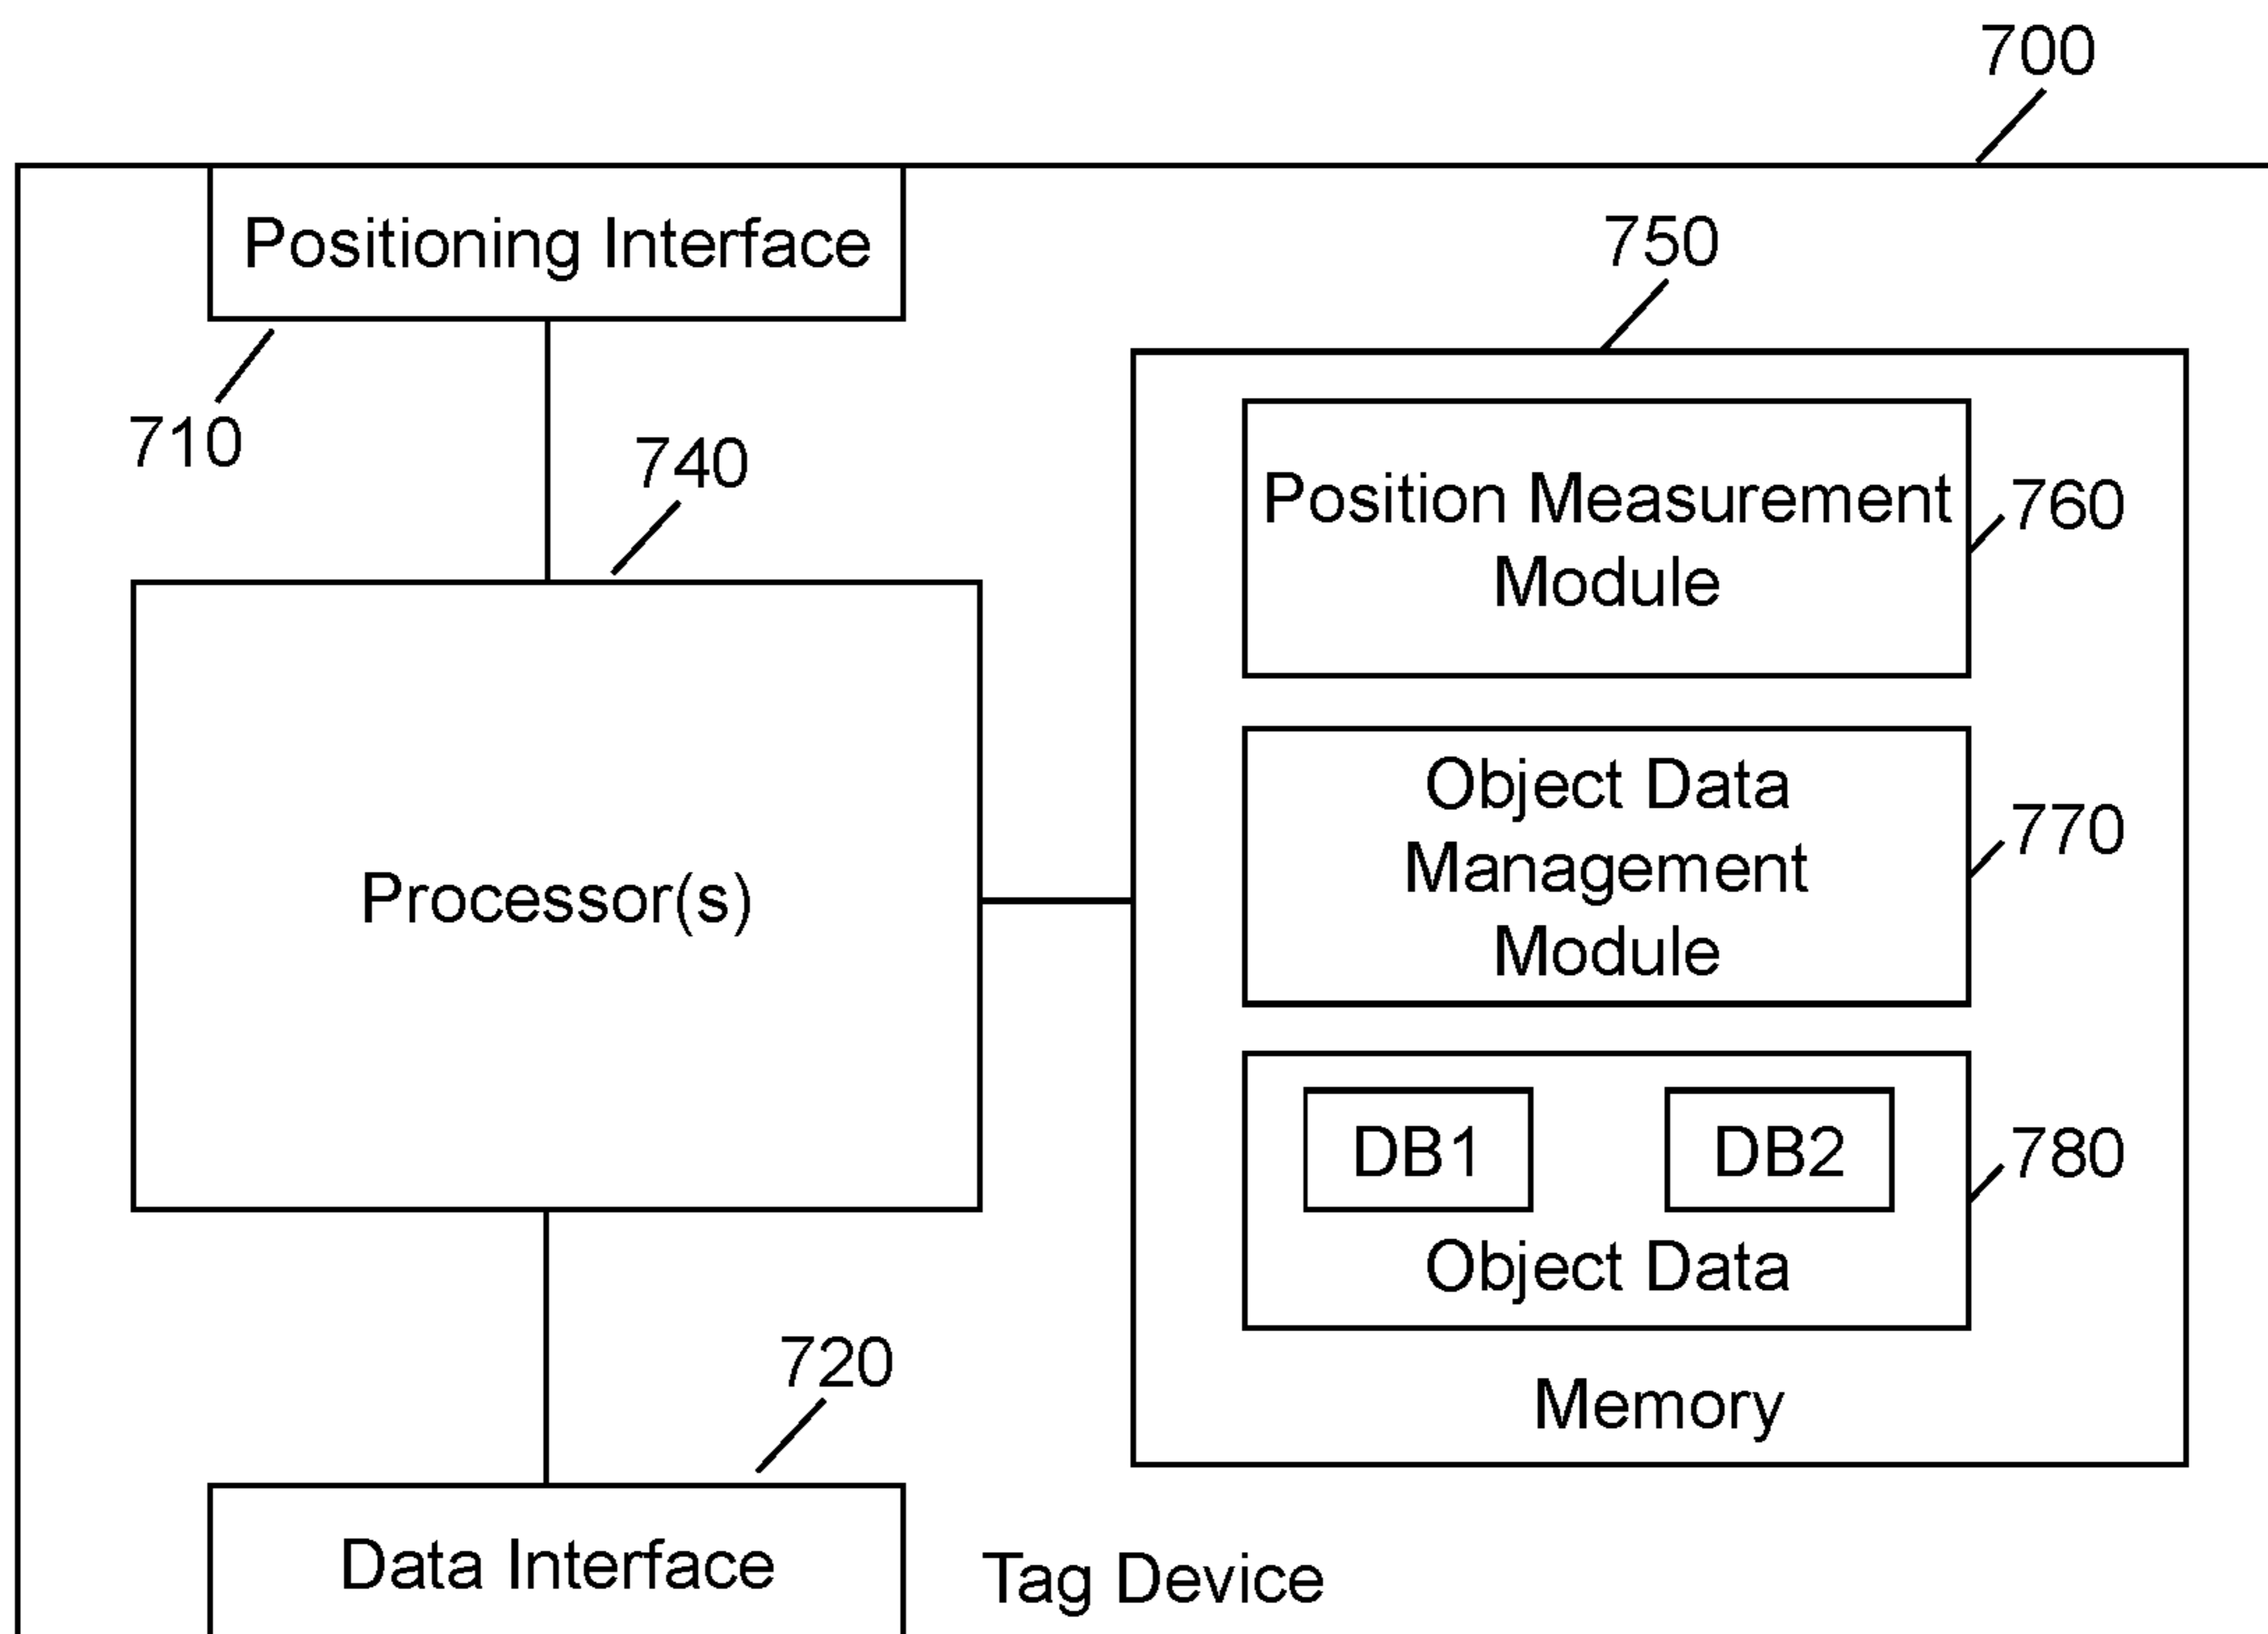 700
Positioning Interface
750
710
740
Position Measurement
Module
760
Object Data
Management
Module
770
Processor(s)
DB1
DB2
780
Object Data
720
Memory
Data Interface
Tag Device